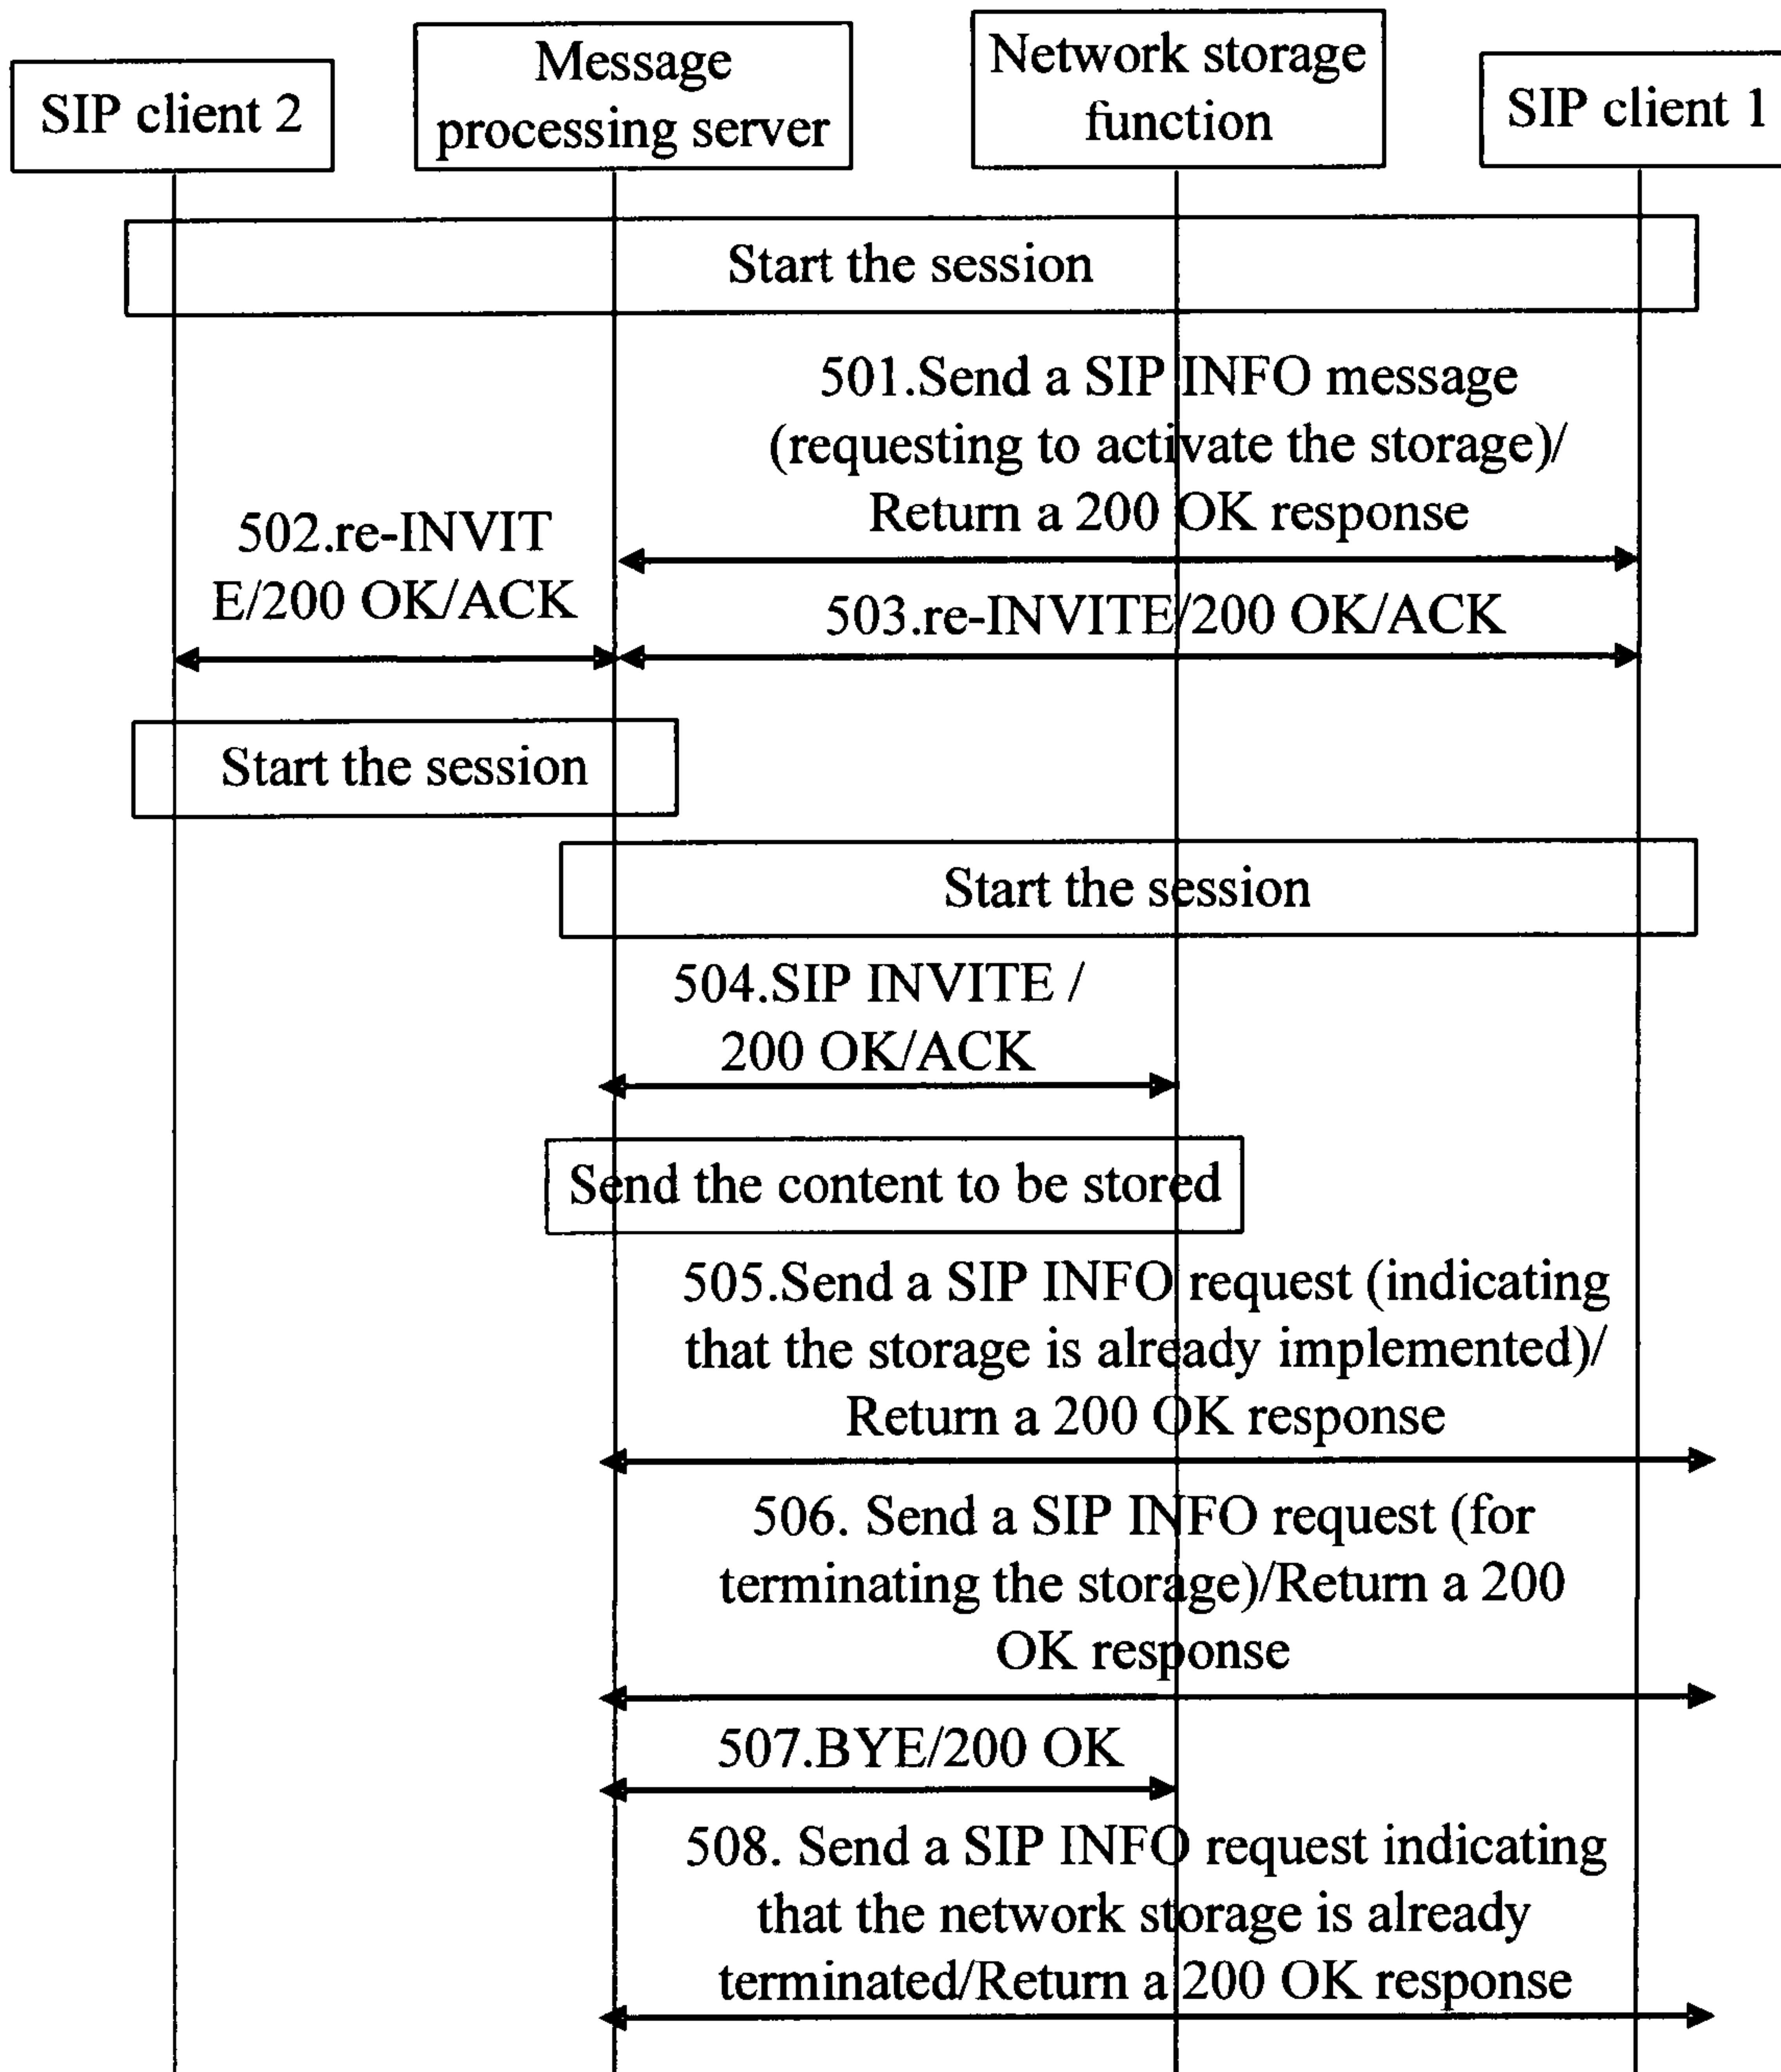 SIP client 2
Message
processing server
Network storage
function
SIP client 1
Start the session
501.Send a SIP INFO message
(requesting to activate the storage)/
Return a 200 OK response
502.re-INVIT
E/200 OK/ACK
503.re-INVITE/200 OK/ACK
Start the session
Start the session
504.SIP INVITE /
200 OK/ACK
Send the content to be stored
505.Send a SIP INFO request (indicating
that the storage is already implemented)/
Return a 200 OK response
506. Send a SIP INFO request (for
terminating the storage)/Return a 200
OK response
507.BYE/200 OK
508. Send a SIP INFO request indicating
that the network storage is already
terminated/Return a 200 OK response